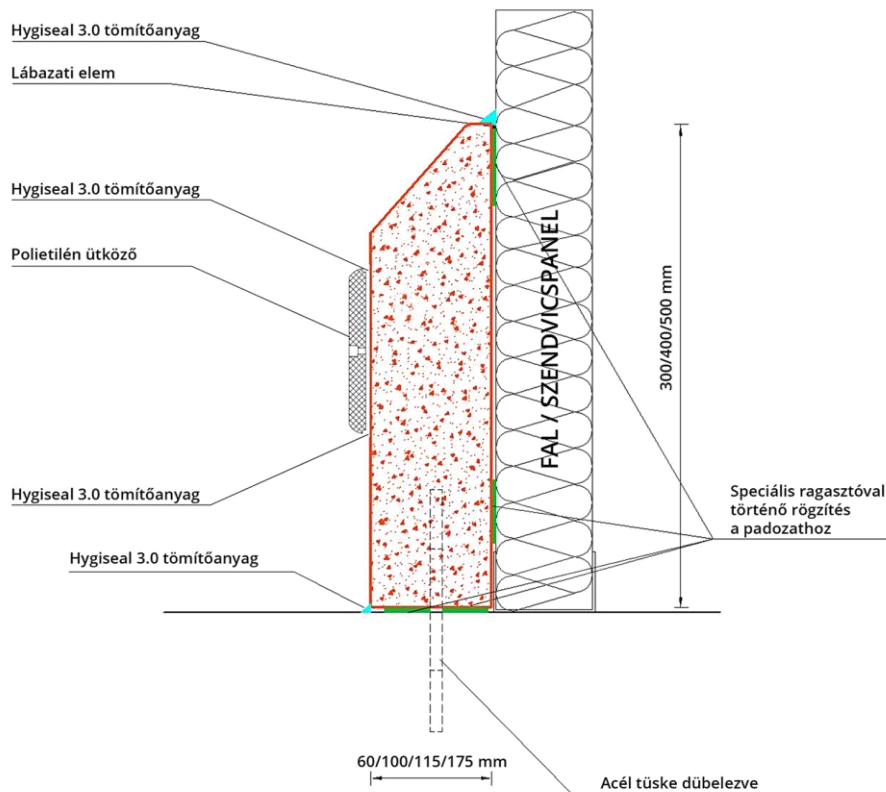 Hygiseal 3.0 tömítőanyag
Lábazati elem
Hygiseal 3.0 tömítőanyag
Polietilén ütköző
FAL / SZENDVICSPANEL
300/400/500 mm
Hygiseal 3.0 tömítőanyag
Speciális ragasztóval
történő rögzítés
a padozathoz
Hygiseal 3.0 tömítőanyag
60/100/115/175 mm
Acél tüske dübelezve